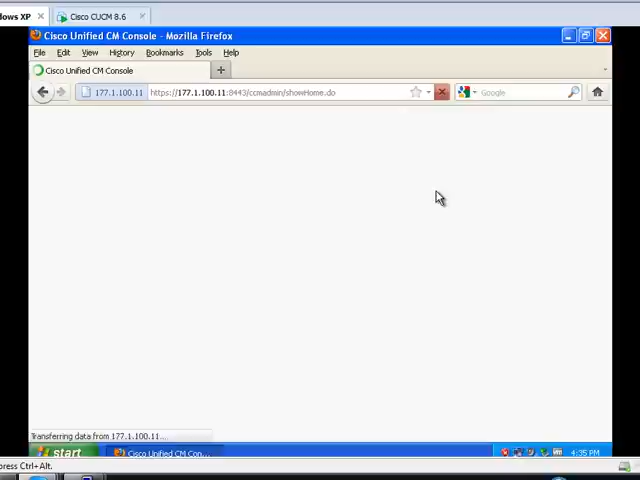 dows XP
Cisco CUCM 8.6
Cisco Unified CM Console - Mozilla Firefox
File Edit View History Bookmarks Tools Help
Cisco Unified CM Console
177.1.100.11 https://177.1.100.11:8443/ccmadmin/showHome.do Google
Transferring data from 177.1.100.11...
start Cisco Unified CM Con... 4:35 PM
press Ctrl+Alt.